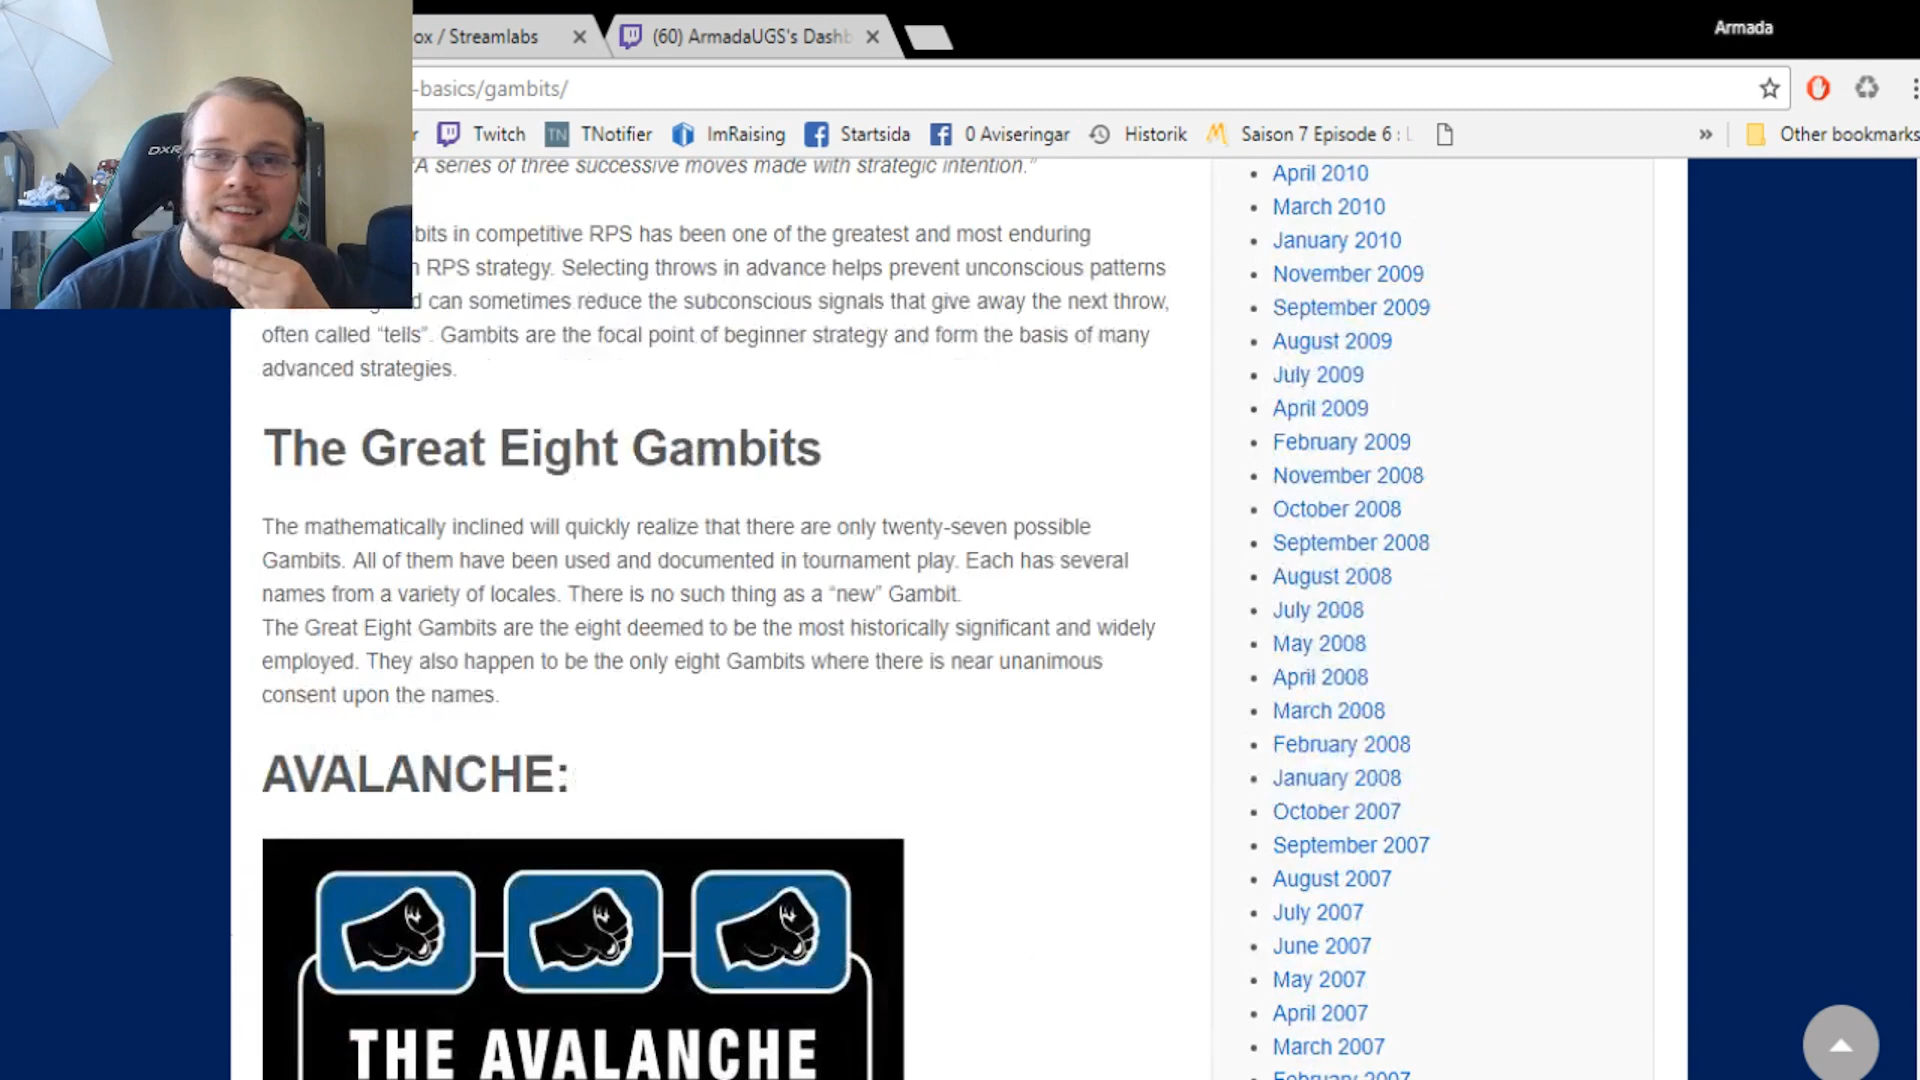 Armada
ox / Streamlabs
(60) ArmadaUGS's Dashb
-basics/gambits/
Twitch
TN TNotifier
ImRaising
Startsida
0 Aviseringar
Historik
Saison 7 Episode 6 :
»
Other bookmarks
DXR
A series of three successive moves made with strategic intention."
bits in competitive RPS has been one of the greatest and most enduring
RPS strategy. Selecting throws in advance helps prevent unconscious patterns
d can sometimes reduce the subconscious signals that give away the next throw,
often called “tells”. Gambits are the focal point of beginner strategy and form the basis of many
advanced strategies.
The Great Eight Gambits
The mathematically inclined will quickly realize that there are only twenty-seven possible
Gambits. All of them have been used and documented in tournament play. Each has several
names from a variety of locales. There is no such thing as a “new” Gambit.
The Great Eight Gambits are the eight deemed to be the most historically significant and widely
employed. They also happen to be the only eight Gambits where there is near unanimous
consent upon the names.
AVALANCHE:
THE AVALANCHE
April 2010
March 2010
January 2010
November 2009
September 2009
August 2009
July 2009
April 2009
February 2009
November 2008
October 2008
September 2008
August 2008
July 2008
May 2008
April 2008
March 2008
February 2008
January 2008
October 2007
September 2007
August 2007
July 2007
June 2007
May 2007
April 2007
March 2007
February 2007